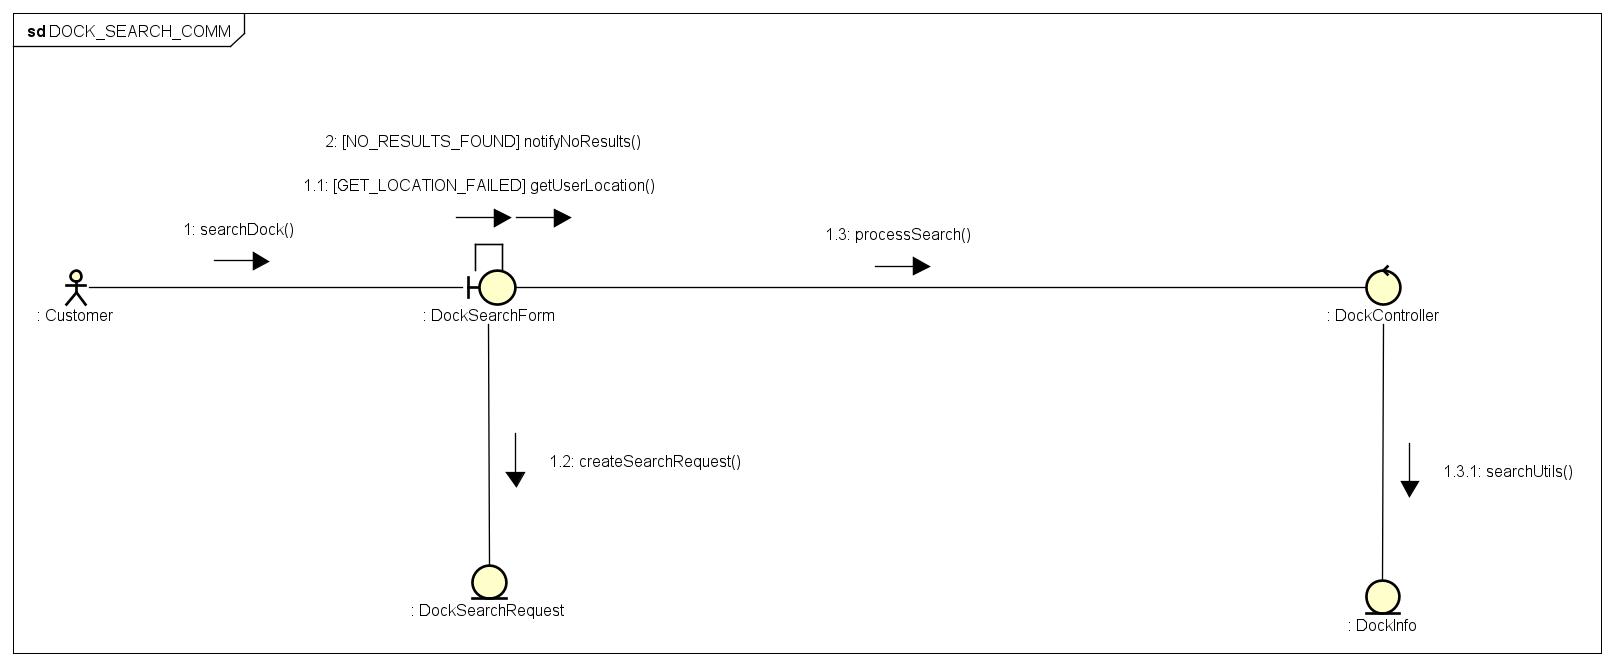 sd DOCK_SEARCH_COMM
2: [NO_RESULTS_FOUND] notifyNoResults()
1.1: [GET_LOCATION_FAILED] getUserLocation()
1: searchDock()
1.3: processSearch()
: Customer
: DockSearchForm
: DockController
1.2: createSearchRequest()
1.3.1: searchUtils()
: DockSearchRequest
: DockInfo